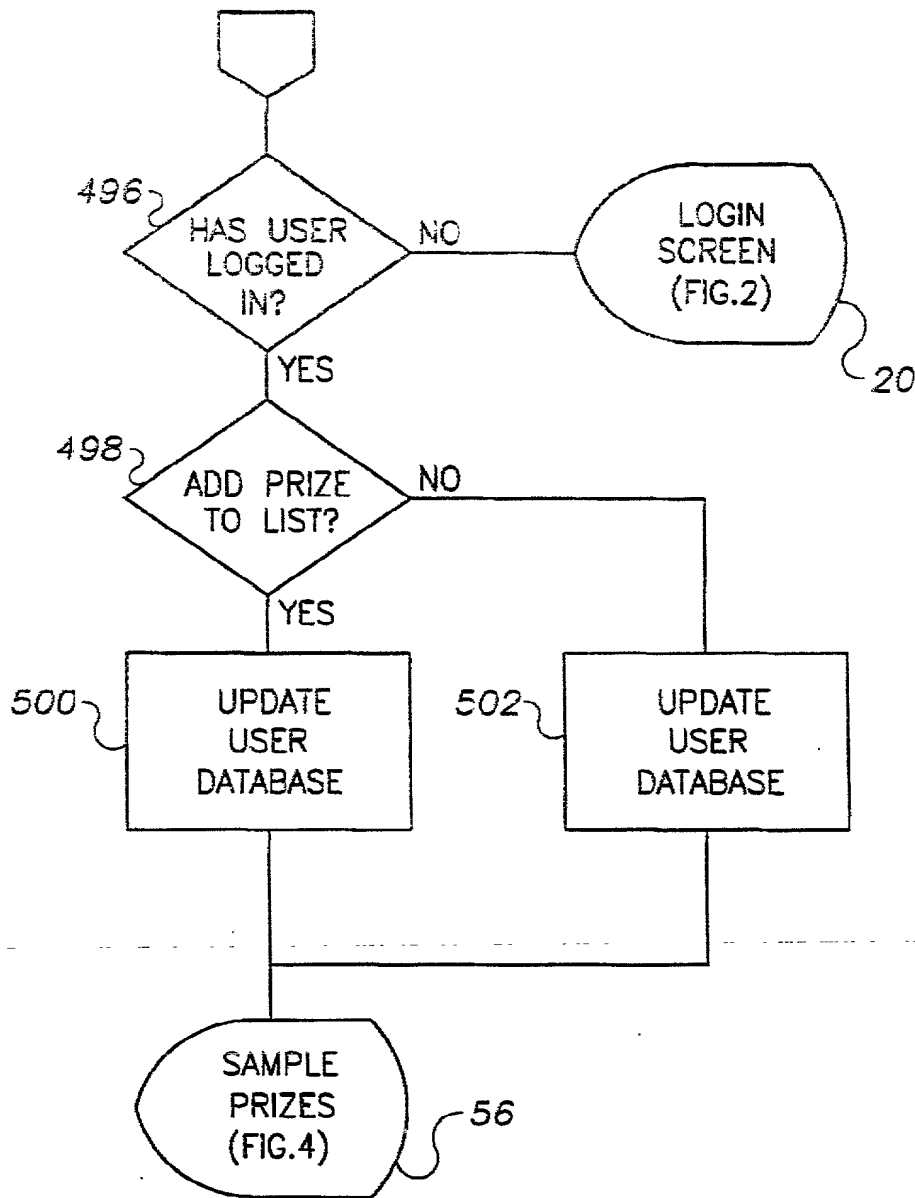 496
HAS USER
LOGGED
IN?
NO
LOGIN
SCREEN
(FIG.2)
20
YES
498
ADD PRIZE
TO LIST?
NO
YES
500
UPDATE
USER
DATABASE
502
UPDATE
USER
DATABASE
SAMPLE
PRIZES
(FIG.4)
56